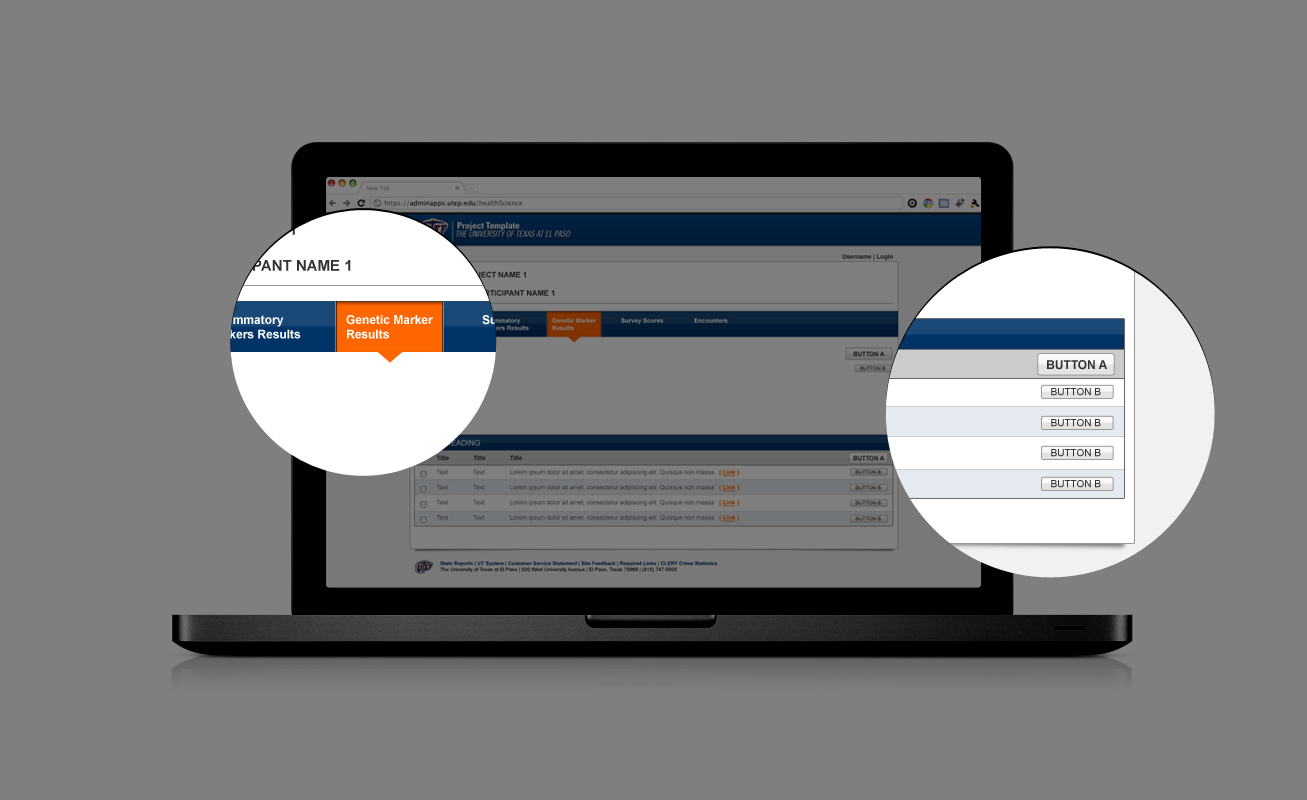 New Tab
https://adminapps.utep.edu/healthScience
Project Template
THE UNIVERSITY OF TEXAS AT EL PASO
Username | Login
JECT NAME 1
RTICIPANT NAME 1
PANT NAME 1
mmatory
kers Results
Genetic Marker
Results
Su
mmatory
ers Results
Genetic Marker
Results
Survey Scores
Encounters
BUTTON A
BUTTON B
EADING
Title Title Title BUTTON A
Text Text Lorem ipsum dolor sit amet, consectetur adipiscing elit. Quisque non massa ( Link ) BUTTON B
Text Text Lorem ipsum dolor sit amet, consectetur adipiscing elit. Quisque non massa ( Link ) BUTTON B
Text Text Lorem ipsum dolor sit amet, consectetur adipiscing elit. Quisque non massa ( Link ) BUTTON B
Text Text Lorem ipsum dolor sit amet, consectetur adipiscing elit. Quisque non massa ( Link ) BUTTON B
BUTTON A
BUTTON B
BUTTON B
BUTTON B
BUTTON B
UTEP
State Reports | UT System | Customer Service Statement | Site Feedback | Required Links | CLERY Crime Statistics
The University of Texas at El Paso | 500 West University Avenue | El Paso, Texas 79968 | (915) 747-5000